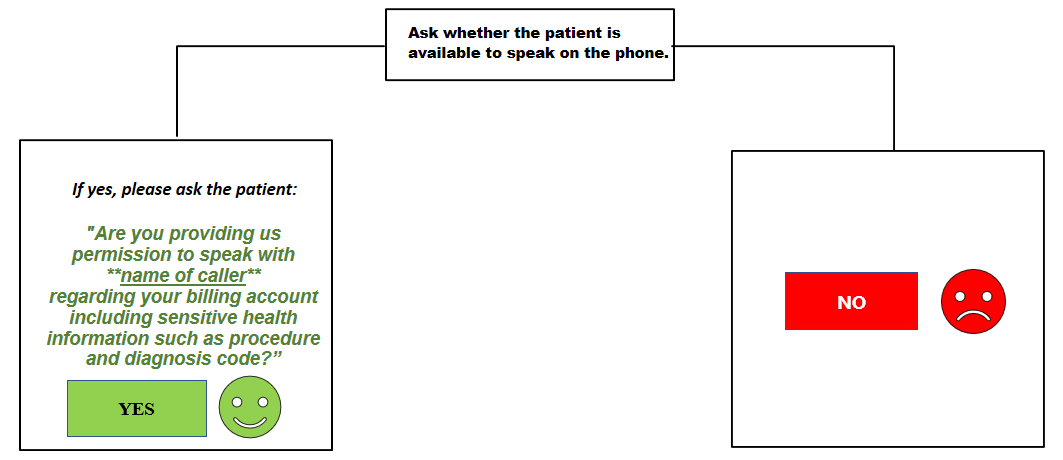 Ask whether the patient is
available to speak on the phone.
If yes, please ask the patient:
"Are you providing us
permission to speak with
**name of caller**
regarding your billing account
including sensitive health
information such as procedure
and diagnosis code?”
YES
NO